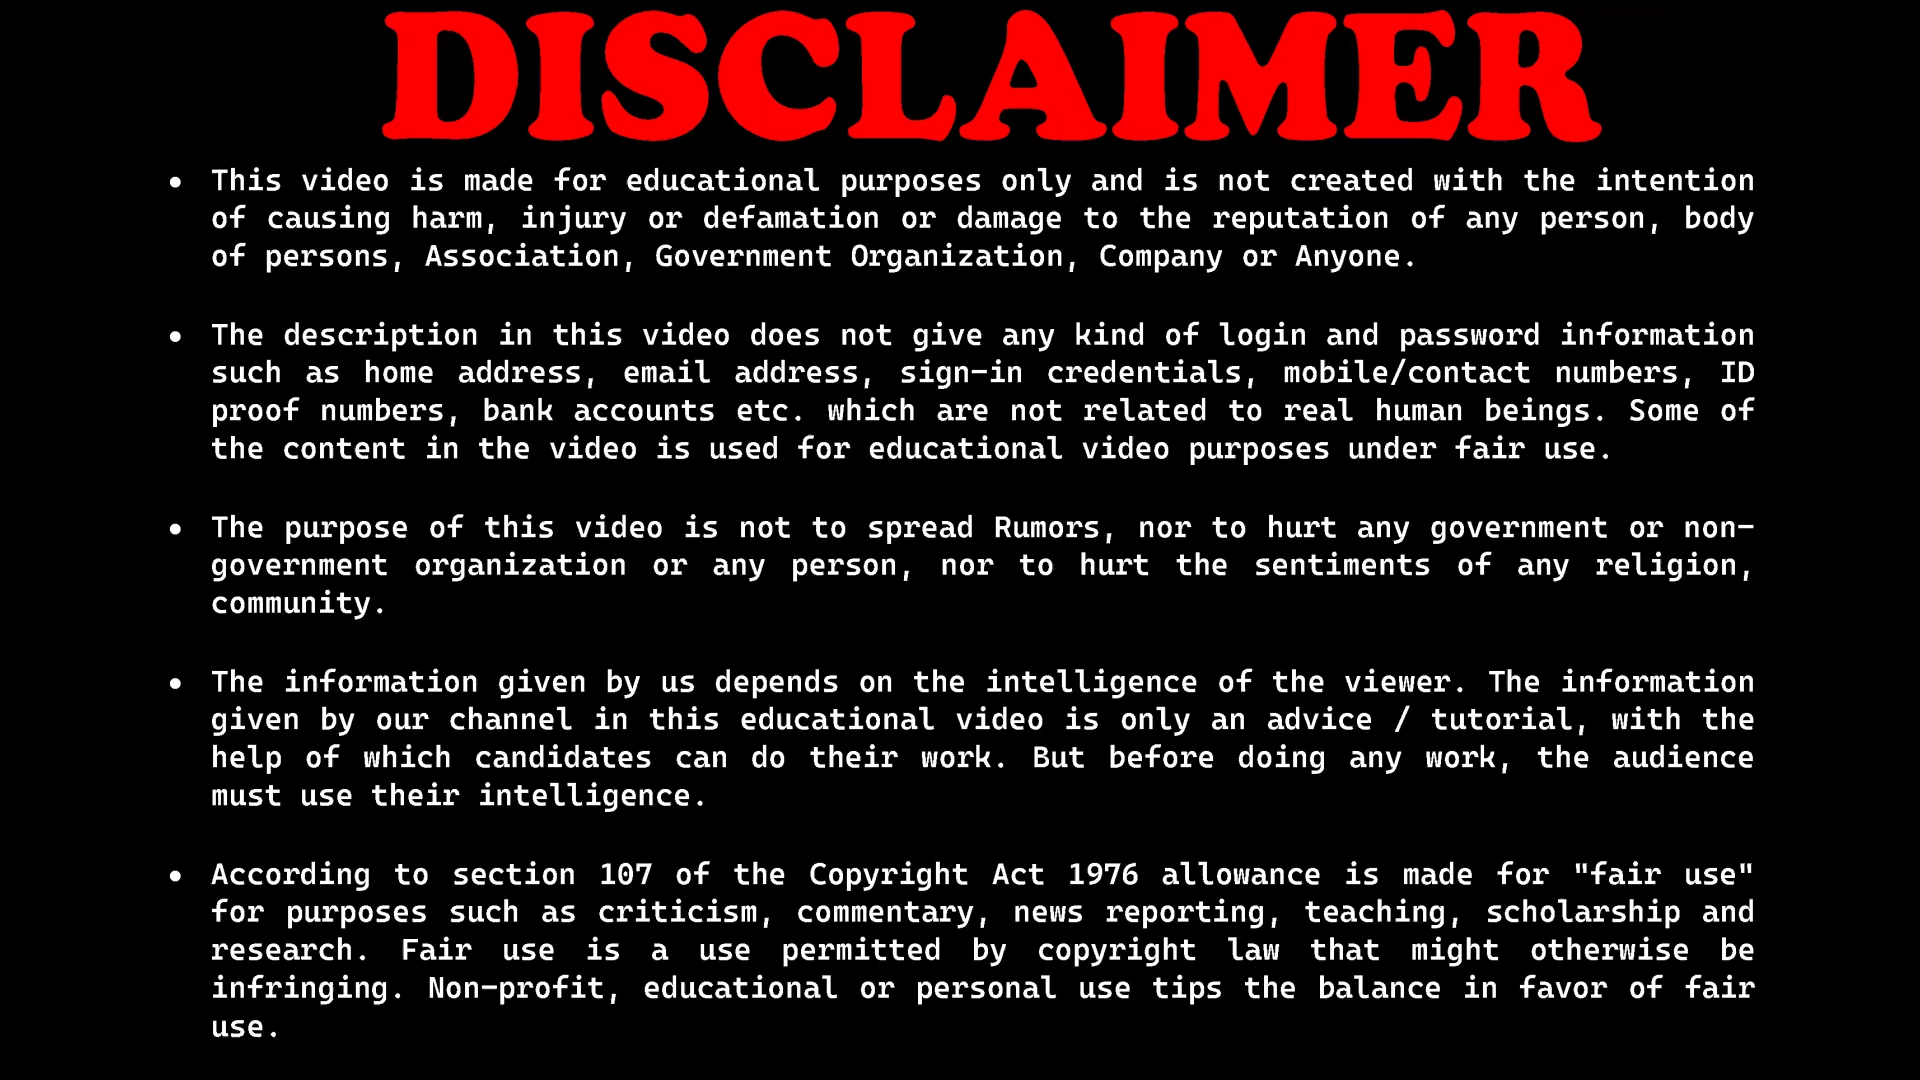 DISCLAIMER
• This video is made for educational purposes only and is not created with the intention
of causing harm, injury or defamation or damage to the reputation of any person, body
of persons, Association, Government Organization, Company or Anyone.
• The description in this video does not give any kind of login and password information
such as home address, email address, sign-in credentials, mobile/contact numbers, ID
proof numbers, bank accounts etc. which are not related to real human beings. Some of
the content in the video is used for educational video purposes under fair use.
• The purpose of this video is not to spread Rumors, nor to hurt any government or non-
government organization or any person, nor to hurt the sentiments of any religion,
community.
• The information given by us depends on the intelligence of the viewer. The information
given by our channel in this educational video is only an advice / tutorial, with the
help of which candidates can do their work. But before doing any work, the audience
must use their intelligence.
• According to section 107 of the Copyright Act 1976 allowance is made for "fair use"
for purposes such as criticism, commentary, news reporting, teaching, scholarship and
research. Fair use is a use permitted by copyright law that might otherwise be
infringing. Non-profit, educational or personal use tips the balance in favor of fair
use.